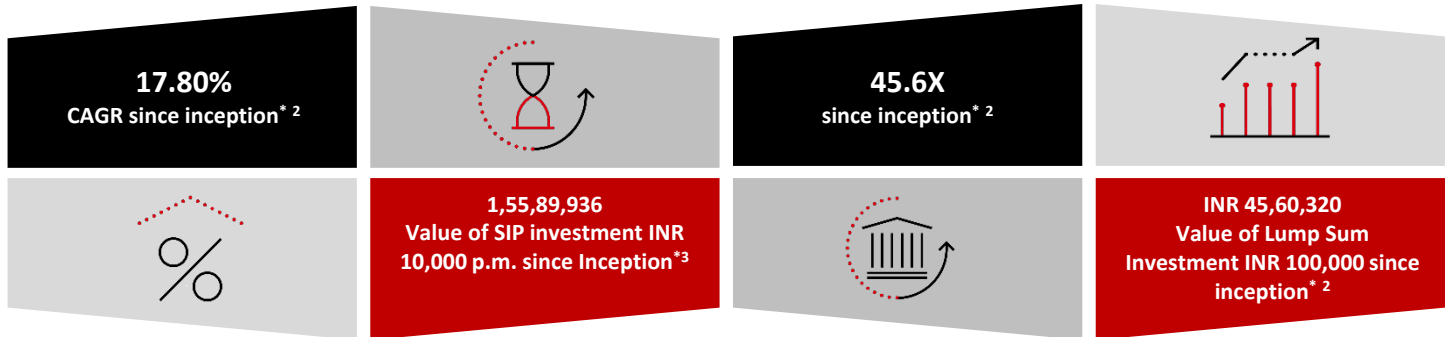 17.80%
CAGR since inception* 2
45.6X
since inception* 2
1,55,89,936
Value of SIP investment INR
10,000 p.m. since Inception*3
INR 45,60,320
Value of Lump Sum
Investment INR 100,000 since
inception* 2